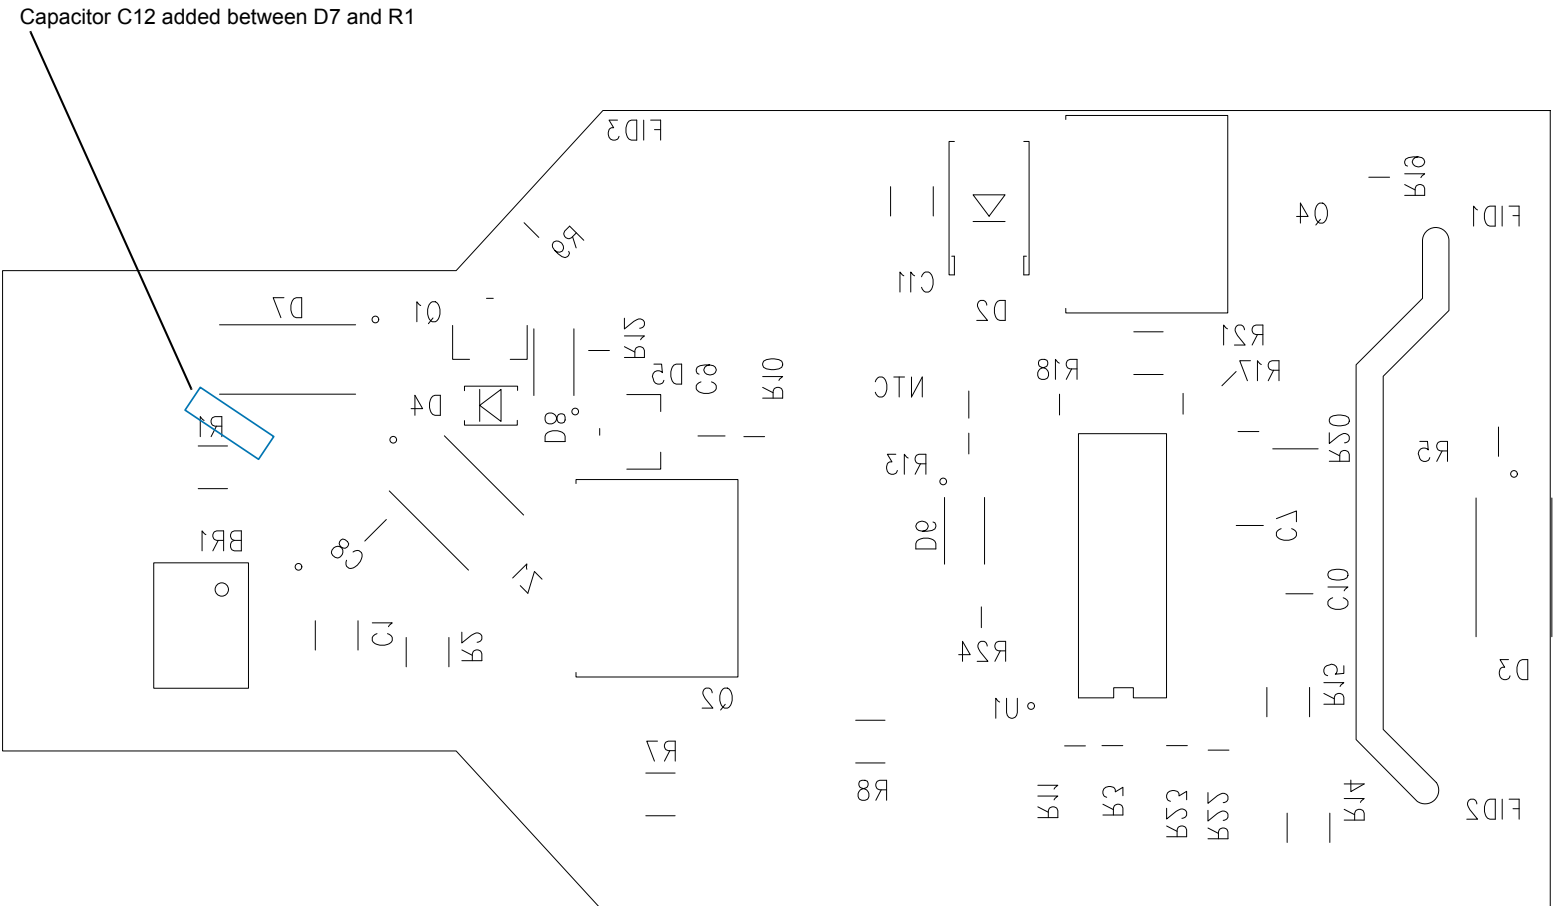 Capacitor C12 added between D7 and R1
FID3
R19
Q4
FID1
R9
C11
D2
D7
Q1
R12
D5
C9
R10
NTC
R18
R21
R17
D4
D8
R1
R13
R20
R5
BR1
C8
Z1
D6
C7
C10
C1
R2
R24
D3
Q2
U1
R15
R7
R8
R11
R3
R23
R22
R14
FID2